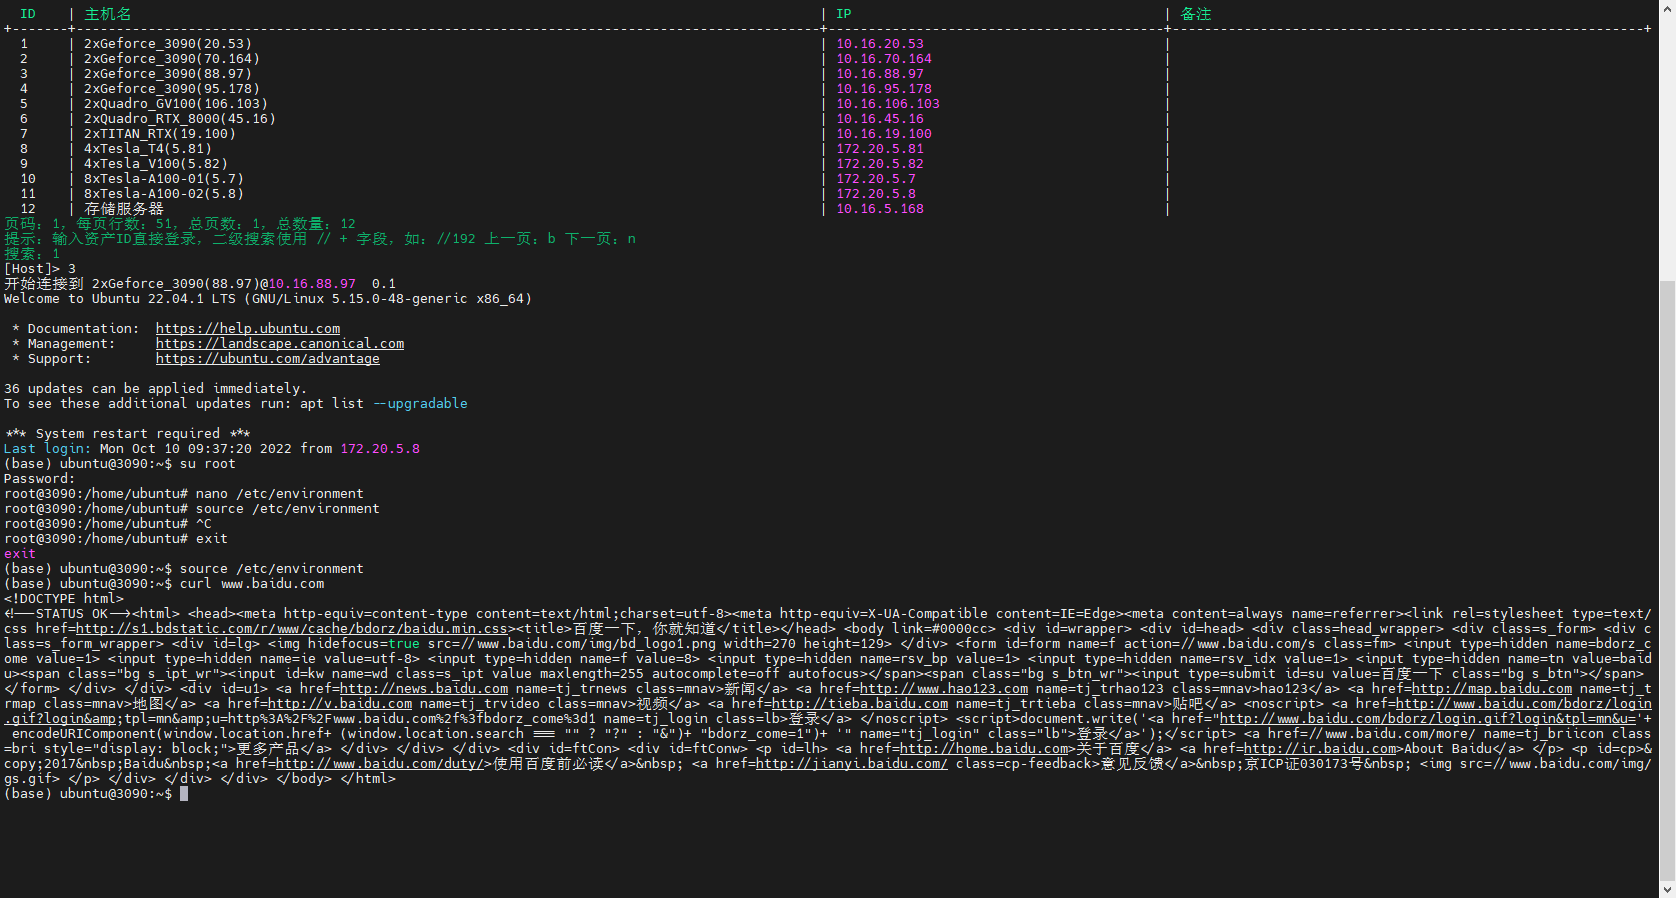 ID | 主机名 | IP | 备注
+-------+---------------------------------------------------------------------------------------------+------------------------------------------+-----------------------------------------------------------+
1 | 2xGeforce_3090(20.53) | 10.16.20.53 |
2 | 2xGeforce_3090(70.164) | 10.16.70.164 |
3 | 2xGeforce_3090(88.97) | 10.16.88.97 |
4 | 2xGeforce_3090(95.178) | 10.16.95.178 |
5 | 2xQuadro_GV100(106.103) | 10.16.106.103 |
6 | 2xQuadro_RTX_8000(45.16) | 10.16.45.16 |
7 | 2xTITAN_RTX(19.100) | 10.16.19.100 |
8 | 4xTesla_T4(5.81) | 172.20.5.81 |
9 | 4xTesla_V100(5.82) | 172.20.5.82 |
10 | 8xTesla-A100-01(5.7) | 172.20.5.7 |
11 | 8xTesla-A100-02(5.8) | 172.20.5.8 |
12 | 存储服务器 | 10.16.5.168 |
页码：1，每页行数：51，总页数：1，总数量：12
提示：输入资产ID直接登录，二级搜索使用 // + 字段，如：//192 上一页：b 下一页：n
搜索：1
[Host]> 3
开始连接到 2xGeforce_3090(88.97)@10.16.88.97  0.1
Welcome to Ubuntu 22.04.1 LTS (GNU/Linux 5.15.0-48-generic x86_64)
* Documentation:  https://help.ubuntu.com
* Management:     https://landscape.canonical.com
* Support:        https://ubuntu.com/advantage
36 updates can be applied immediately.
To see these additional updates run: apt list --upgradable
*** System restart required ***
Last login: Mon Oct 10 09:37:20 2022 from 172.20.5.8
(base) ubuntu@3090:~$ su root
Password:
root@3090:/home/ubuntu# nano /etc/environment
root@3090:/home/ubuntu# source /etc/environment
root@3090:/home/ubuntu# ^C
root@3090:/home/ubuntu# exit
exit
(base) ubuntu@3090:~$ source /etc/environment
(base) ubuntu@3090:~$ curl www.baidu.com
<!DOCTYPE html>
<!--STATUS OK--><html> <head><meta http-equiv=content-type content=text/html;charset=utf-8><meta http-equiv=X-UA-Compatible content=IE=Edge><meta content=always name=referrer><link rel=stylesheet type=text/
css href=http://s1.bdstatic.com/r/www/cache/bdorz/baidu.min.css><title>百度一下，你就知道</title></head> <body link=#0000cc> <div id=wrapper> <div id=head> <div class=head_wrapper> <div class=s_form> <div c
lass=s_form_wrapper> <div id=lg> <img hidefocus=true src=//www.baidu.com/img/bd_logo1.png width=270 height=129> </div> <form id=form name=f action=//www.baidu.com/s class=fm> <input type=hidden name=bdorz_c
ome value=1> <input type=hidden name=ie value=utf-8> <input type=hidden name=f value=8> <input type=hidden name=rsv_bp value=1> <input type=hidden name=rsv_idx value=1> <input type=hidden name=tn value=baid
u><span class="bg s_ipt_wr"><input id=kw name=wd class=s_ipt value maxlength=255 autocomplete=off autofocus></span><span class="bg s_btn_wr"><input type=submit id=su value=百度一下 class="bg s_btn"></span>
</form> </div> </div> <div id=u1> <a href=http://news.baidu.com name=tj_trnews class=mnav>新闻</a> <a href=http://www.hao123.com name=tj_trhao123 class=mnav>hao123</a> <a href=http://map.baidu.com name=tj_t
rmap class=mnav>地图</a> <a href=http://v.baidu.com name=tj_trvideo class=mnav>视频</a> <a href=http://tieba.baidu.com name=tj_trtieba class=mnav>贴吧</a> <noscript> <a href=http://www.baidu.com/bdorz/login
.gif?login&amp;tpl=mn&amp;u=http%3A%2F%2Fwww.baidu.com%2f%3fbdorz_come%3d1 name=tj_login class=lb>登录</a> </noscript> <script>document.write('<a href="http://www.baidu.com/bdorz/login.gif?login&tpl=mn&u='+
encodeURIComponent(window.location.href+ (window.location.search === "" ? "?" : "&")+ "bdorz_come=1")+ '" name="tj_login" class="lb">登录</a>');</script> <a href=//www.baidu.com/more/ name=tj_briicon class
=bri style="display: block;">更多产品</a> </div> </div> </div> <div id=ftCon> <div id=ftConw> <p id=lh> <a href=http://home.baidu.com>关于百度</a> <a href=http://ir.baidu.com>About Baidu</a> </p> <p id=cp>&
copy;2017&nbsp;Baidu&nbsp;<a href=http://www.baidu.com/duty/>使用百度前必读</a>&nbsp; <a href=http://jianyi.baidu.com/ class=cp-feedback>意见反馈</a>&nbsp;京ICP证030173号&nbsp; <img src=//www.baidu.com/img/
gs.gif> </p> </div> </div> </div> </body> </html>
(base) ubuntu@3090:~$